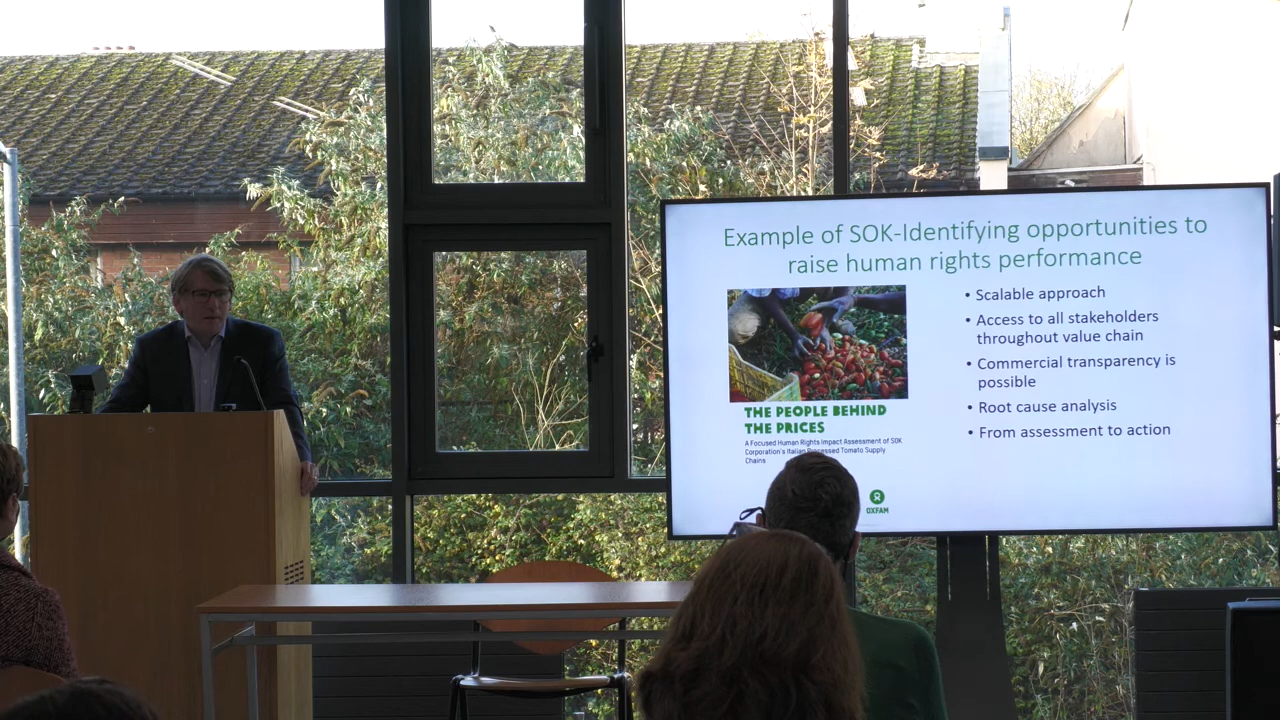 Example of SOK-Identifying opportunities to
raise human rights performance
• Scalable approach
• Access to all stakeholders
throughout value chain
• Commercial transparency is
possible
• Root cause analysis
• From assessment to action
THE PEOPLE BEHIND
THE PRICES
A Focused Human Rights Impact Assessment of SOK
Corporation's Italian Processed Tomato Supply
Chains
OXFAM